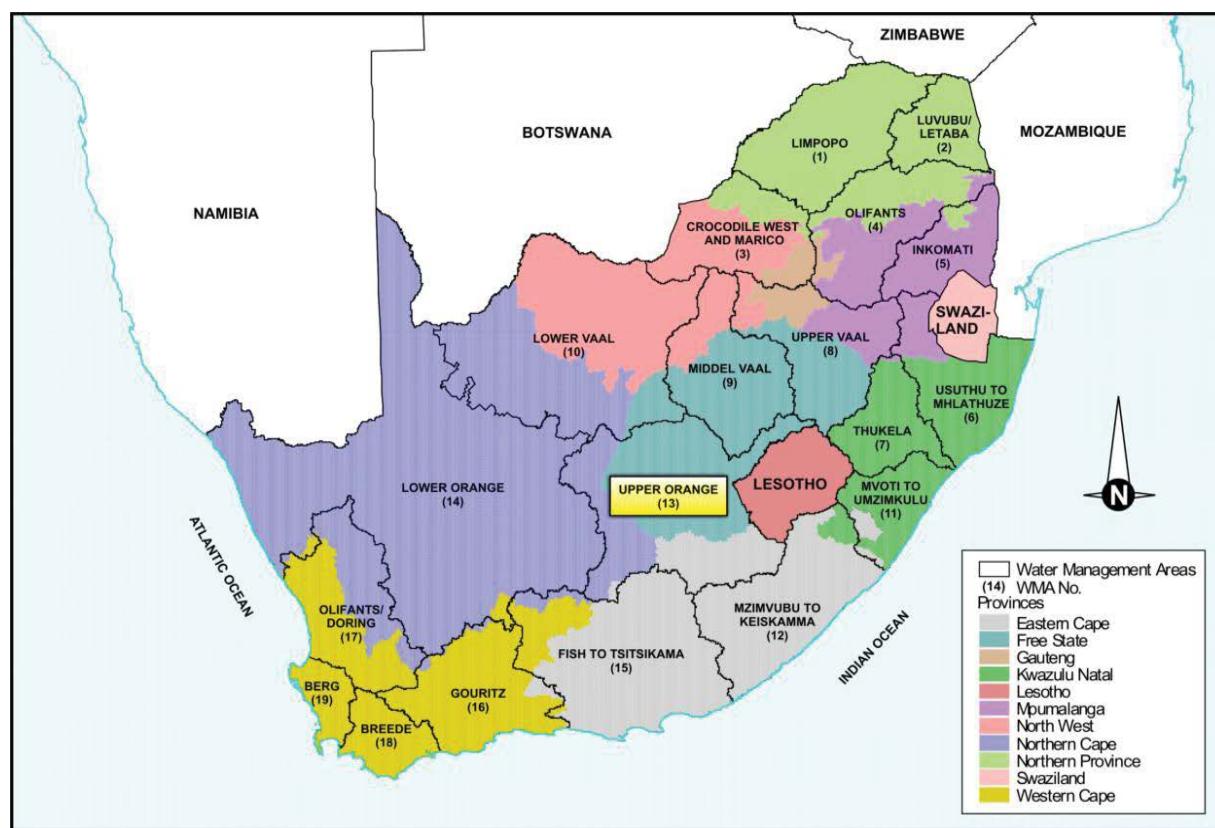 ZIMBABWE
BOTSWANA
MOZAMBIQUE
NAMIBIA
LIMPOPO
(1)
LUVUBU/
LETABA
(2)
CROCODILE WEST
AND MARICO
(3)
OLIFANTS
(4)
INKOMATI
(5)
SWAZI-
LAND
LOWER VAAL
(10)
MIDDEL VAAL
(9)
UPPER VAAL
(8)
USUTHU TO
MHLATHUZE
(6)
THUKELA
(7)
LOWER ORANGE
(14)
UPPER ORANGE
(13)
LESOTHO
MVOTI TO
UMZIMKULU
(11)
N
ATLANTIC OCEAN
OLIFANTS/
DORING
(17)
MZIMVUBU TO
KEISKAMMA
(12)
FISH TO TSITSIKAMA
(15)
INDIAN OCEAN
BERG
(19)
GOURITZ
(16)
BREEDE
(18)
Water Management Areas
(14) WMA No.
Provinces
Eastern Cape
Free State
Gauteng
Kwazulu Natal
Lesotho
Mpumalanga
North West
Northern Cape
Northern Province
Swaziland
Western Cape